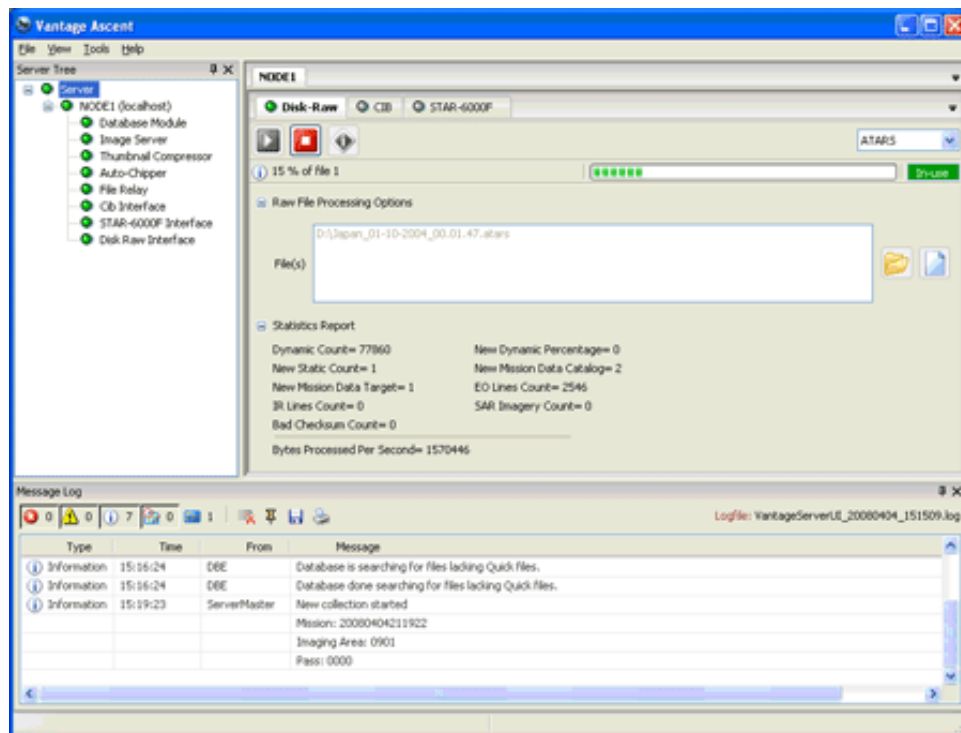 Vantage Ascent
File View Tools Help
Server Tree
Server
NODE1 (localhost)
Database Module
Image Server
Thumbnail Compressor
Auto-Chipper
File Relay
Cib Interface
STAR-6000F Interface
Disk Raw Interface
NODE1
Disk-Raw CIB STAR-6000F
ATARS
15 % of file 1 In-use
Raw File Processing Options
D:\Japan_01-10-2004_00.01.47.atars
File(s)
Statistics Report
Dynamic Count= 77860 New Dynamic Percentage= 0
New Static Count= 1 New Mission Data Catalog= 2
New Mission Data Target= 1 EO Lines Count= 2546
IR Lines Count= 0 SAR Imagery Count= 0
Bad Checksum Count= 0
Bytes Processed Per Second= 1570446
Message Log
0 0 7 0 1 Logfile: VantageServerUI_20080404_151509.log
Type Time From Message
Information 15:16:24 DBE Database is searching for files lacking Quick files.
Information 15:16:24 DBE Database done searching for files lacking Quick files.
Information 15:19:23 ServerMaster New collection started
Mission: 20080404211922
Imaging Area: 0901
Pass: 0000